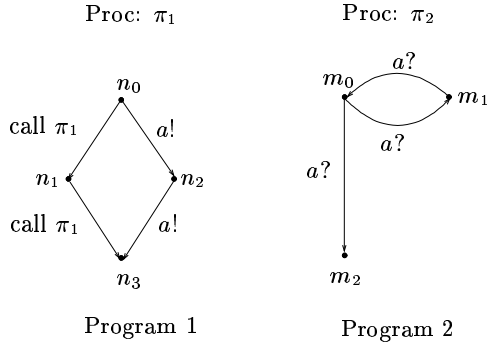 Proc: π₁
Proc: π₂
n₀
call π₁
a!
n₁
n₂
call π₁
a!
n₃
Program 1
a?
m₀
m₁
a?
a?
m₂
Program 2